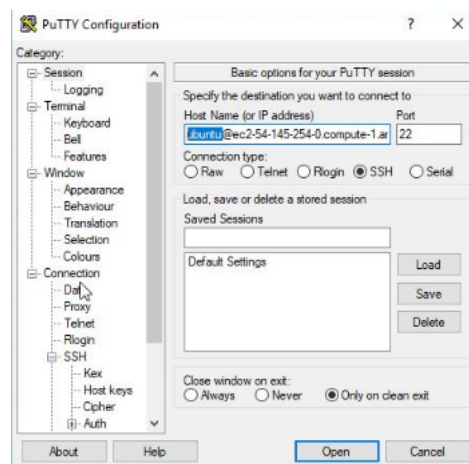 PuTTY Configuration ? ×
Category:
Session
Logging
Terminal
Keyboard
Bell
Features
Window
Appearance
Behaviour
Translation
Selection
Colours
Connection
Proxy
Telnet
Rlogin
SSH
Kex
Host keys
Cipher
Auth
Basic options for your PuTTY session
Specify the destination you want to connect to
Host Name (or IP address) Port
ubuntu@ec2-54-145-254-0.compute-1.ar 22
Connection type:
Raw Telnet Rlogin SSH Serial
Load, save or delete a stored session
Saved Sessions
Default Settings
Load
Save
Delete
Close window on exit:
Always Never Only on clean exit
About Help Open Cancel